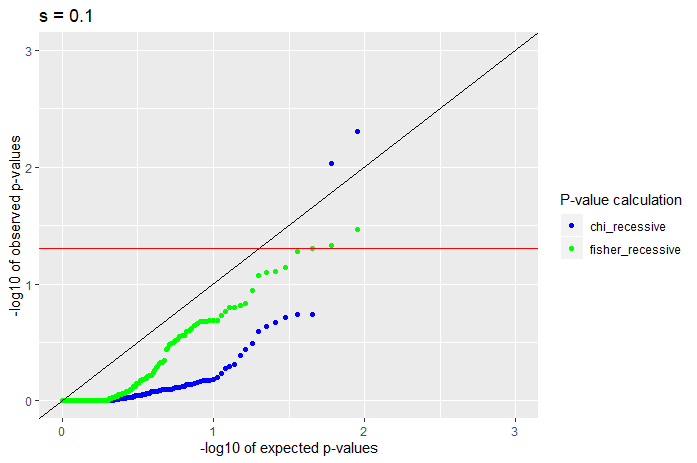 s = 0.1
3
2
1
0
-log10 of observed p-values
0
1
2
3
-log10 of expected p-values
P-value calculation
chi_recessive
fisher_recessive